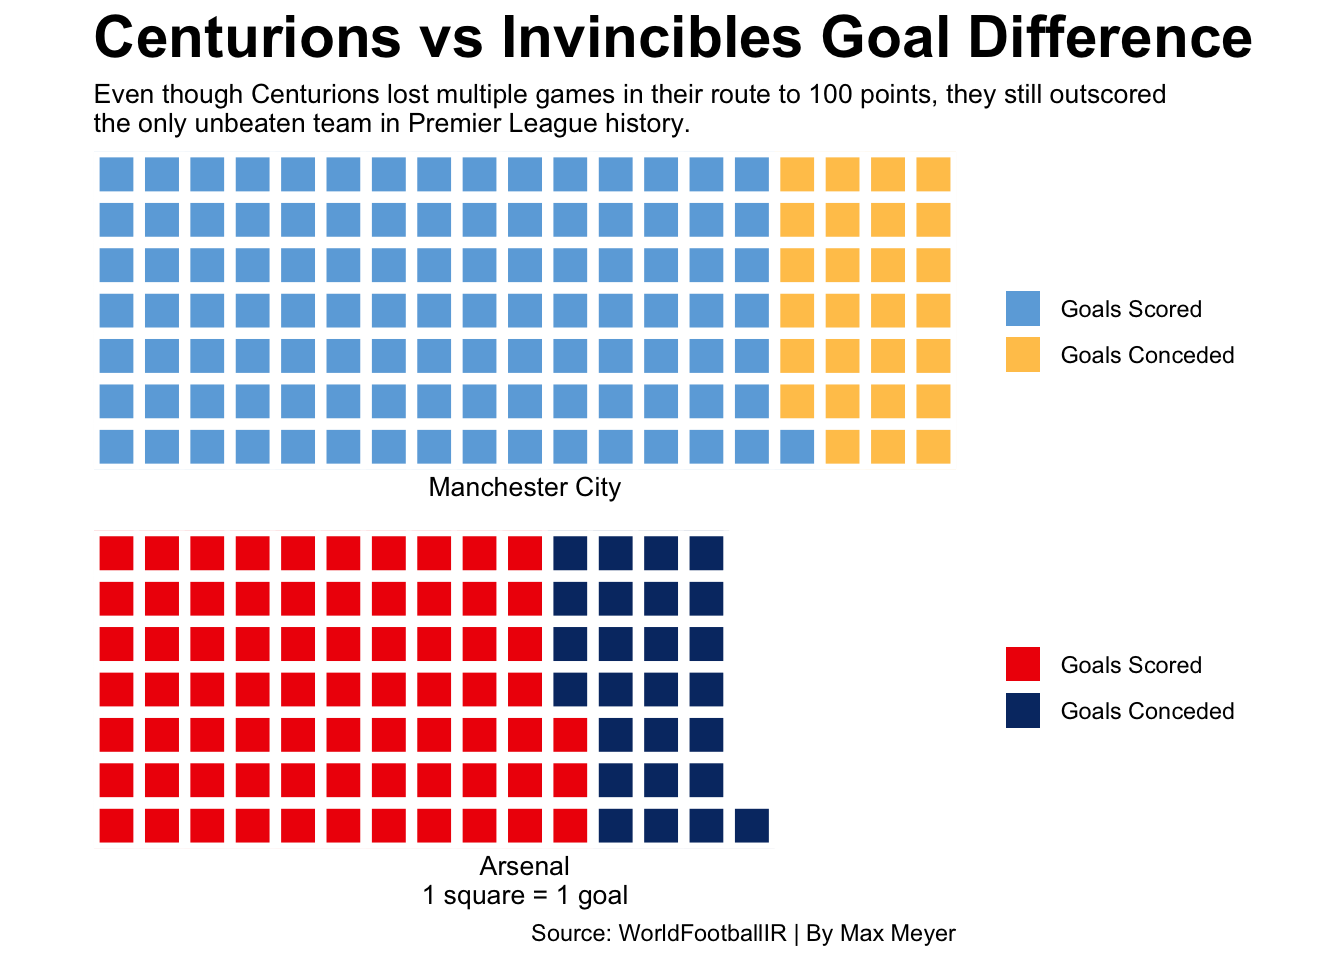 Centurions vs Invincibles Goal Difference
Even though Centurions lost multiple games in their route to 100 points, they still outscored
the only unbeaten team in Premier League history.
Goals Scored
Goals Conceded
Manchester City
Goals Scored
Goals Conceded
Arsenal
1 square = 1 goal
Source: WorldFootballIR | By Max Meyer